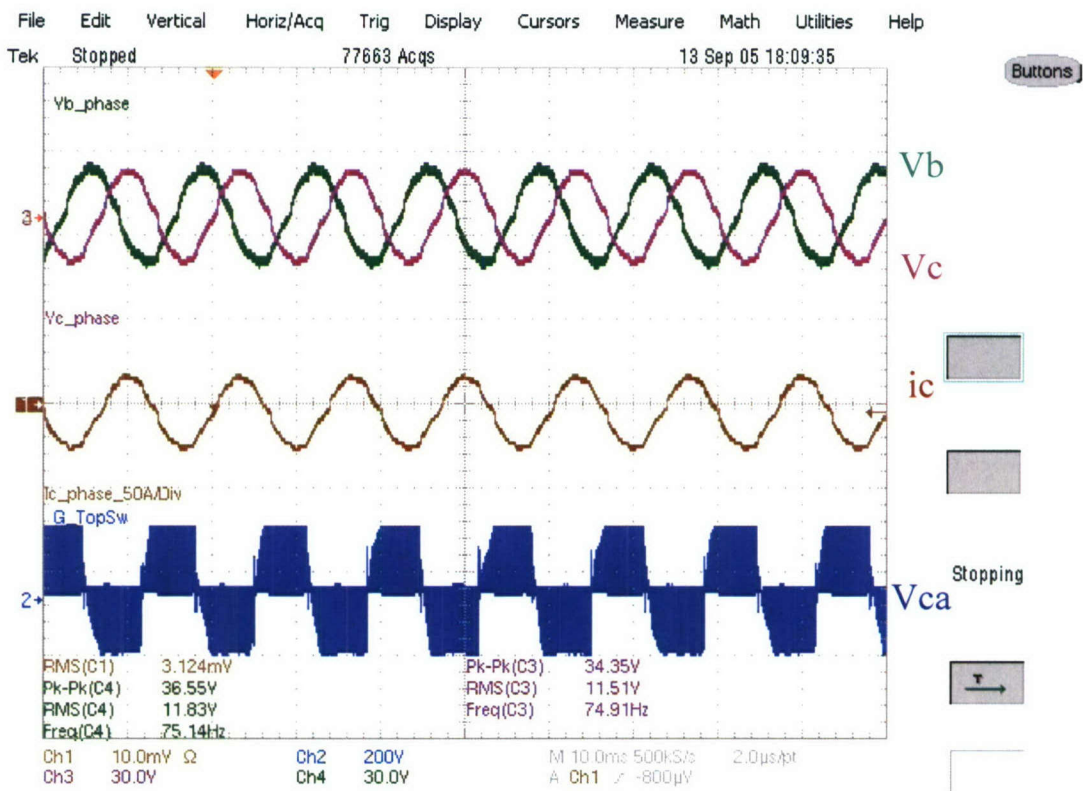 File Edit Vertical Horiz/Acq Trig Display Cursors Measure Math Utilities Help
Tek Stopped 77663 Acqs 13 Sep 05 18:09:35
Buttons
Vb_phase
Vb
3
Vc
Vc_phase
ic
1
Ic_phase_50A/Div
G_TopSw
Stopping
2
Vca
RMS(C1) 3.124mV
Pk-Pk(C4) 36.55V
RMS(C4) 11.83V
Freq(C4) 75.14Hz
Pk-Pk(C3) 34.35V
RMS(C3) 11.51V
Freq(C3) 74.91Hz
T
Ch1 10.0mV Ω Ch2 200V M 10.0ms 500kS/s 2.0µs/pt
Ch3 30.0V Ch4 30.0V A Ch1 -800µV